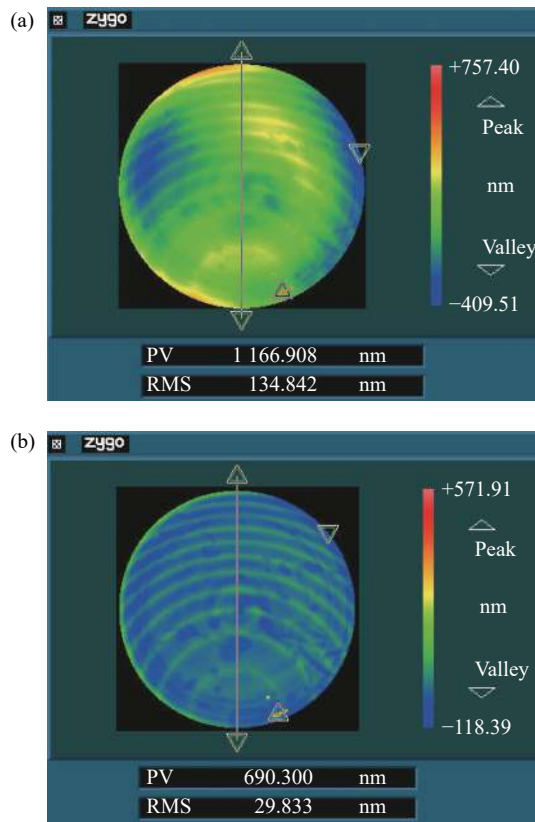 (a)
zygo
+757.40
Peak
nm
Valley
−409.51
PV 1 166.908 nm
RMS 134.842 nm
(b)
zygo
+571.91
Peak
nm
Valley
−118.39
PV 690.300 nm
RMS 29.833 nm